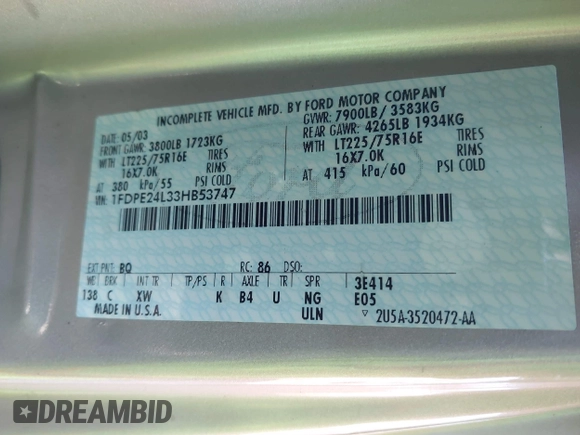 INCOMPLETE VEHICLE MFD. BY FORD MOTOR COMPANY
DATE: 05/03 GVWR: 7900LB / 3583KG
FRONT GAWR: 3800LB 1723KG REAR GAWR: 4265LB 1934KG
WITH LT225/75R16E TIRES WITH LT225/75R16E TIRES
16X7.0K RIMS 16X7.0K RIMS
AT 380 kPa/55 PSI COLD AT 415 kPa/60 PSI COLD
VIN: 1FDPE24L33HB53747
EXT PNT: BQ RC: 86 DSO:
WB BRK INT TR TP/PS R AXLE TR SPR 3E414
138 C XW K B4 U NG E05
MADE IN U.S.A. ULN ▽ 2U5A-3520472-AA
DREAMBID